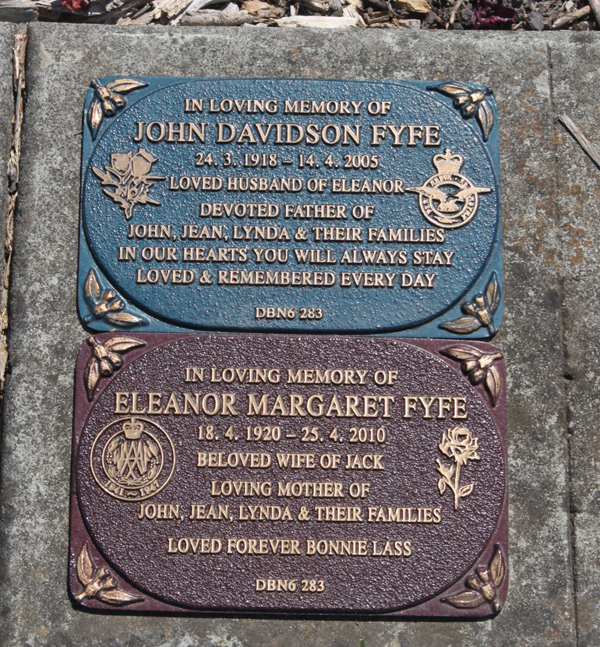 IN LOVING MEMORY OF
JOHN DAVIDSON FYFE
24. 3. 1918 – 14. 4. 2005
LOVED HUSBAND OF ELEANOR
DEVOTED FATHER OF
JOHN, JEAN, LYNDA & THEIR FAMILIES
IN OUR HEARTS YOU WILL ALWAYS STAY
LOVED & REMEMBERED EVERY DAY
DBN6 283
IN LOVING MEMORY OF
ELEANOR MARGARET FYFE
18. 4. 1920 – 25. 4. 2010
BELOVED WIFE OF JACK
LOVING MOTHER OF
JOHN, JEAN, LYNDA & THEIR FAMILIES
LOVED FOREVER BONNIE LASS
DBN6 283